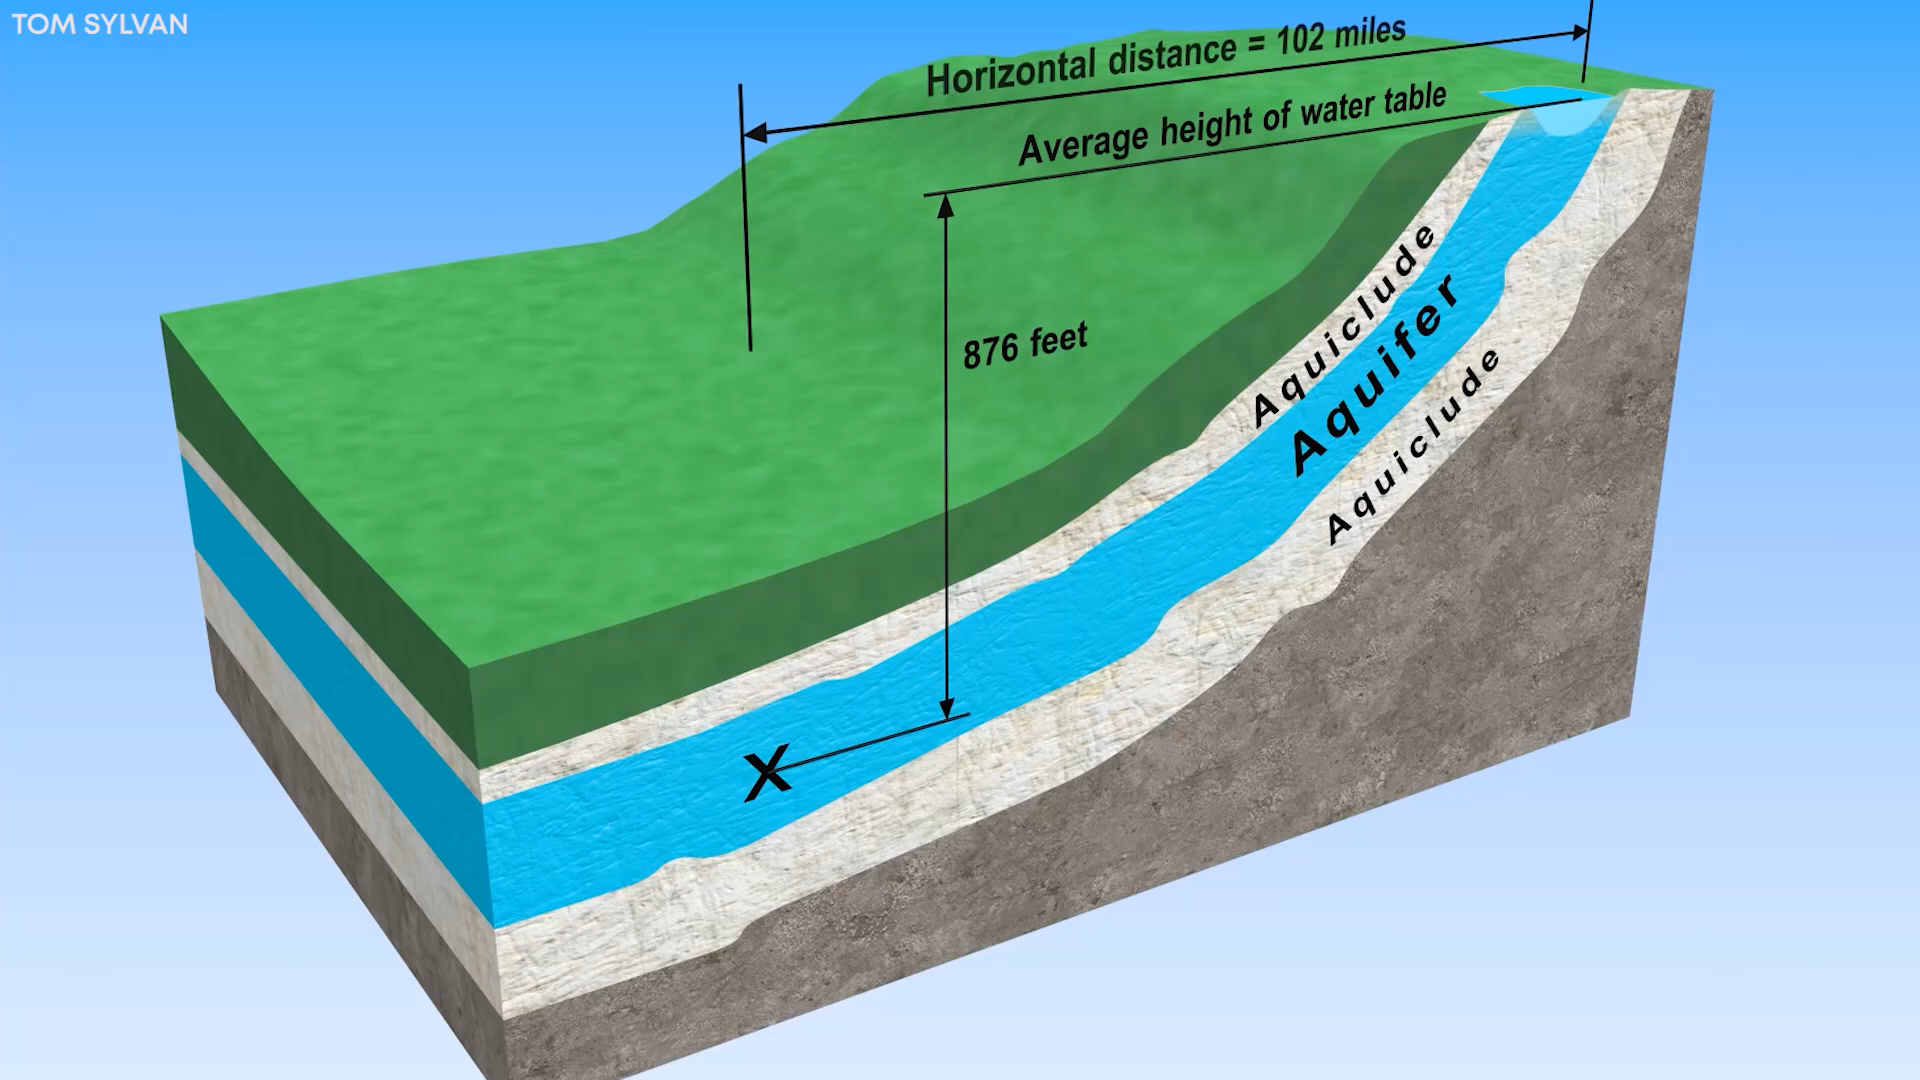 TOM SYLVAN
Horizontal distance = 102 miles
Average height of water table
876 feet
Aquiclude
Aquifer
Aquiclude
X